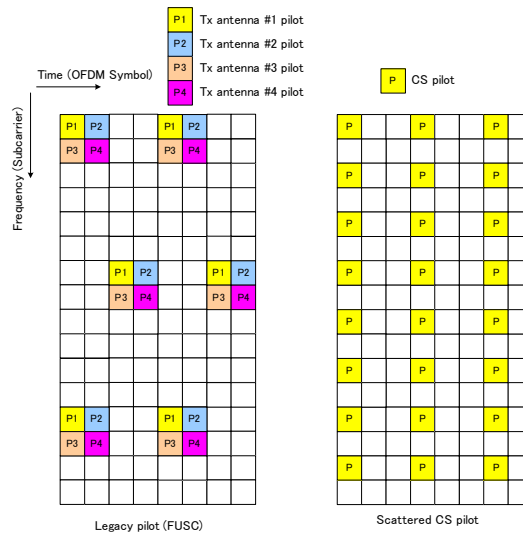 P1 Tx antenna #1 pilot
P2 Tx antenna #2 pilot
P3 Tx antenna #3 pilot
P4 Tx antenna #4 pilot
Time (OFDM Symbol)
Frequency (Subcarrier)
P CS pilot
P1 P2 P1 P2
P3 P4 P3 P4
P1 P2 P1 P2
P3 P4 P3 P4
P1 P2 P1 P2
P3 P4 P3 P4
Legacy pilot (FUSC)
P P P
P P P
P P P
P P P
P P P
P P P
P P P
P P P
Scattered CS pilot